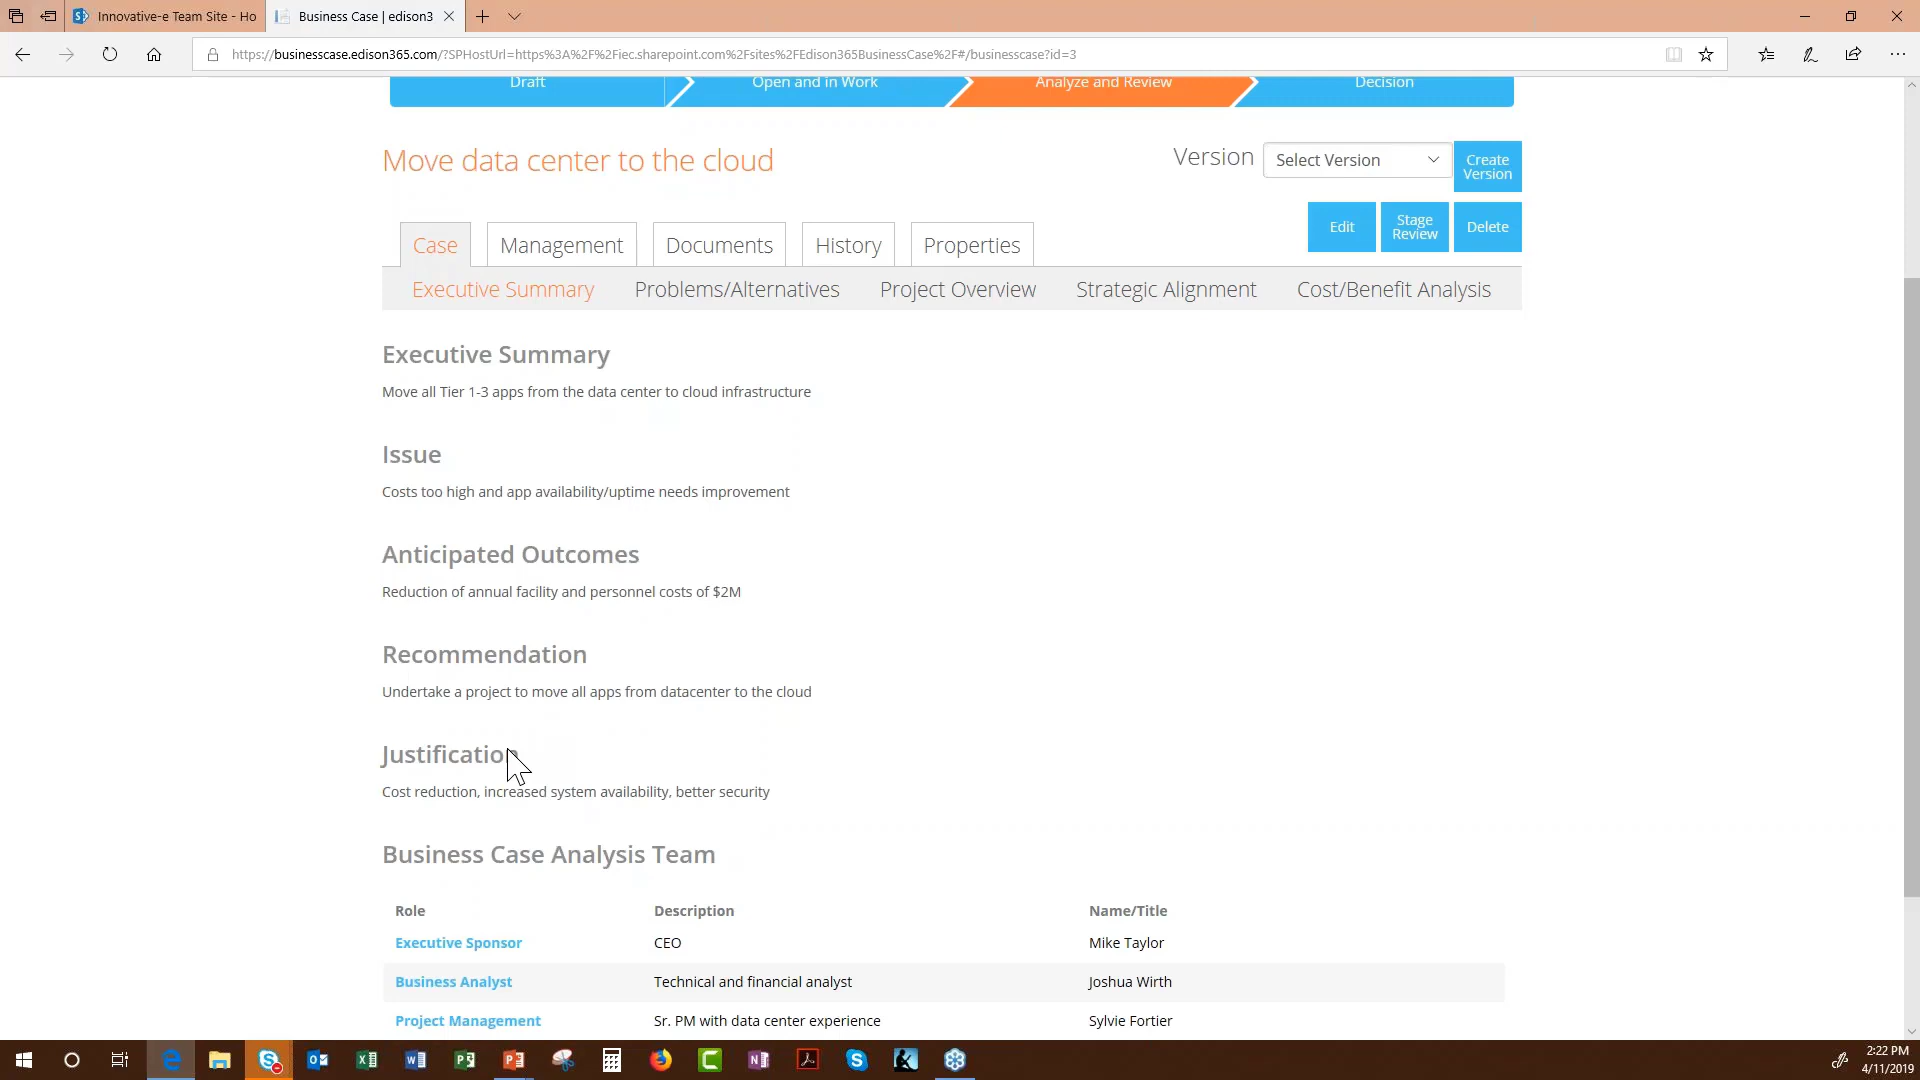 Innovative-e Team Site - Ho
Business Case | edison3
https://businesscase.edison365.com/?SPHostUrl=https%3A%2F%2Fiec.sharepoint.com%2Fsites%2FEdison365BusinessCase%2F#/businesscase?id=3
Draft
Open and in Work
Analyze and Review
Decision
Move data center to the cloud
Version
Select Version
Create
Version
Edit
Stage
Review
Delete
Case
Management
Documents
History
Properties
Executive Summary
Problems/Alternatives
Project Overview
Strategic Alignment
Cost/Benefit Analysis
Executive Summary
Move all Tier 1-3 apps from the data center to cloud infrastructure
Issue
Costs too high and app availability/uptime needs improvement
Anticipated Outcomes
Reduction of annual facility and personnel costs of $2M
Recommendation
Undertake a project to move all apps from datacenter to the cloud
Justification
Cost reduction, increased system availability, better security
Business Case Analysis Team
Role Description Name/Title
Executive Sponsor CEO Mike Taylor
Business Analyst Technical and financial analyst Joshua Wirth
Project Management Sr. PM with data center experience Sylvie Fortier
2:22 PM
4/11/2019